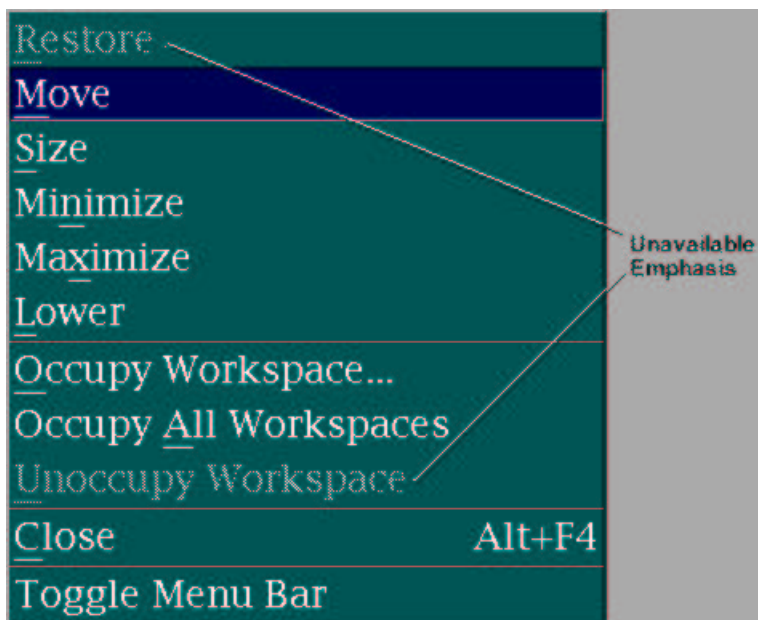 Restore
Move
Size
Minimize
Maximize
Lower
Occupy Workspace...
Occupy All Workspaces
Unoccupy Workspace
Close Alt+F4
Toggle Menu Bar
Unavailable
Emphasis